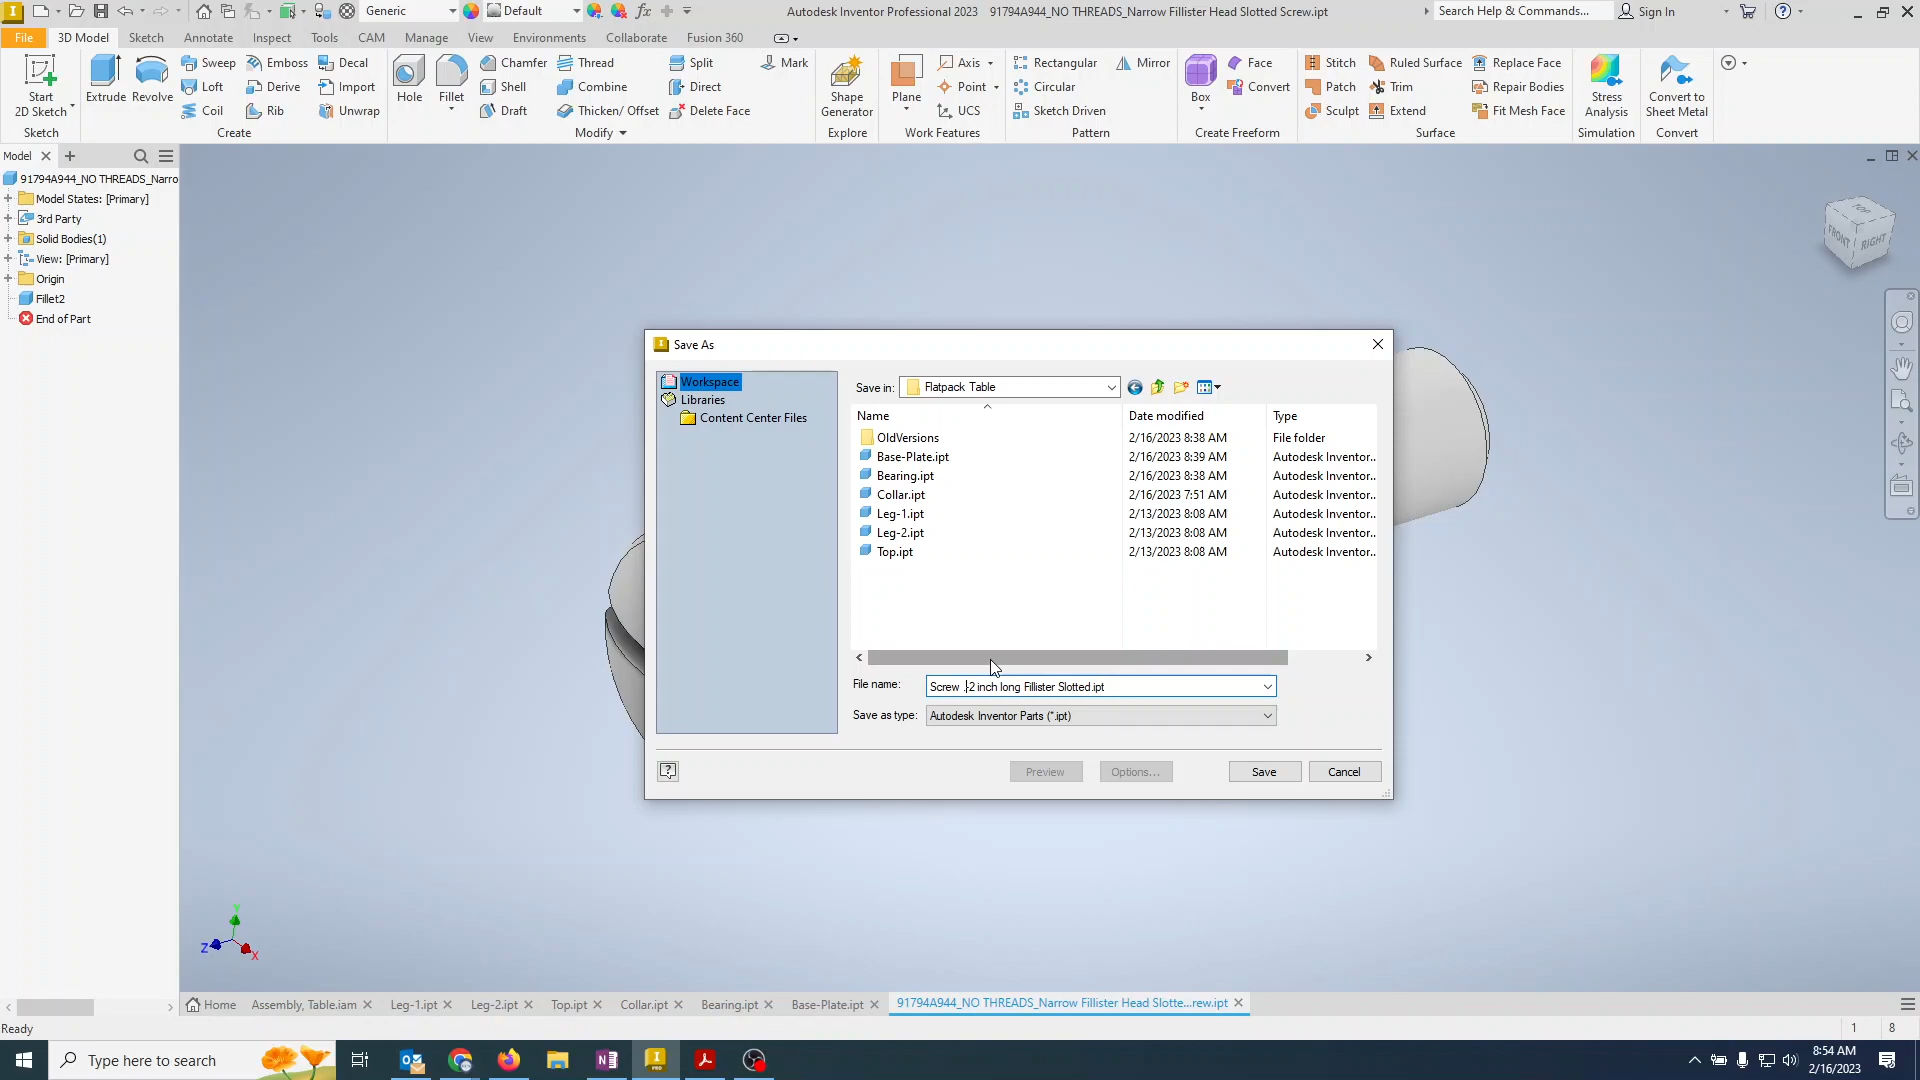 Generic
Default
Autodesk Inventor Professional 2023 91794A944_NO THREADS_Narrow Fillister Head Slotted Screw.ipt
Search Help & Commands...
Sign In
File 3D Model Sketch Annotate Inspect Tools CAM Manage View Environments Collaborate Fusion 360
Start
2D Sketch
Extrude
Revolve
Sweep
Loft
Coil
Emboss
Derive
Rib
Decal
Import
Unwrap
Hole
Fillet
Chamfer
Shell
Draft
Thread
Combine
Thicken/ Offset
Split
Direct
Delete Face
Mark
Shape
Generator
Plane
Axis
Point
UCS
Rectangular
Circular
Sketch Driven
Mirror
Box
Face
Convert
Stitch
Patch
Sculpt
Ruled Surface
Trim
Extend
Replace Face
Repair Bodies
Fit Mesh Face
Stress
Analysis
Convert to
Sheet Metal
Sketch Create Modify Explore Work Features Pattern Create Freeform Surface Simulation Convert
Model
91794A944_NO THREADS_Narro
Model States: [Primary]
3rd Party
Solid Bodies(1)
View: [Primary]
Origin
Fillet2
End of Part
TOP
FRONT
RIGHT
Save As
Workspace
Libraries
Content Center Files
Save in: Flatpack Table
Name Date modified Type
OldVersions 2/16/2023 8:38 AM File folder
Base-Plate.ipt 2/16/2023 8:39 AM Autodesk Inventor..
Bearing.ipt 2/16/2023 8:38 AM Autodesk Inventor..
Collar.ipt 2/16/2023 7:51 AM Autodesk Inventor..
Leg-1.ipt 2/13/2023 8:08 AM Autodesk Inventor..
Leg-2.ipt 2/13/2023 8:08 AM Autodesk Inventor..
Top.ipt 2/13/2023 8:08 AM Autodesk Inventor..
File name: Screw .-2 inch long Fillister Slotted.ipt
Save as type: Autodesk Inventor Parts (*.ipt)
Preview Options... Save Cancel
Y
Z
X
Home Assembly, Table.iam Leg-1.ipt Leg-2.ipt Top.ipt Collar.ipt Bearing.ipt Base-Plate.ipt 91794A944_NO THREADS_Narrow Fillister Head Slotte...rew.ipt
Ready
1 8
Type here to search
8:54 AM
2/16/2023